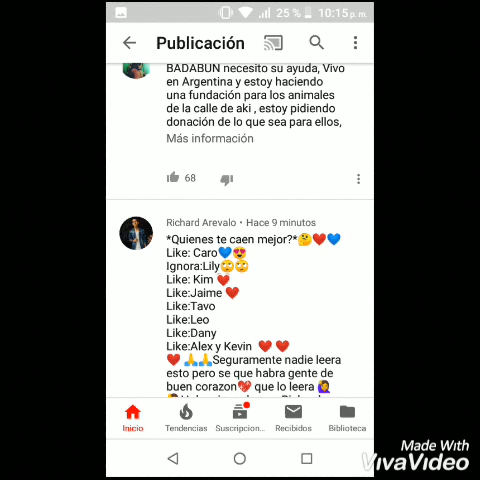 25 % 10:15 p. m.
Publicación
BADABUN necesito su ayuda, Vivo
en Argentina y estoy haciendo
una fundación para los animales
de la calle de aki , estoy pidiendo
donación de lo que sea para ellos,
Más información
68
Richard Arevalo • Hace 9 minutos
*Quienes te caen mejor?*🤔❤️💙
Like: Caro💙😍
Ignora:Lily🙄🙄
Like: Kim ❤️
Like:Jaime ❤️
Like:Tavo
Like:Leo
Like:Dany
Like:Alex y Kevin ❤️ ❤️
❤️ 🙏🙏Seguramente nadie leera
esto pero se que habra gente de
buen corazon💖 que lo leera 🙋
Inicio Tendencias Suscripcion... Recibidos Biblioteca
Made With
VivaVideo